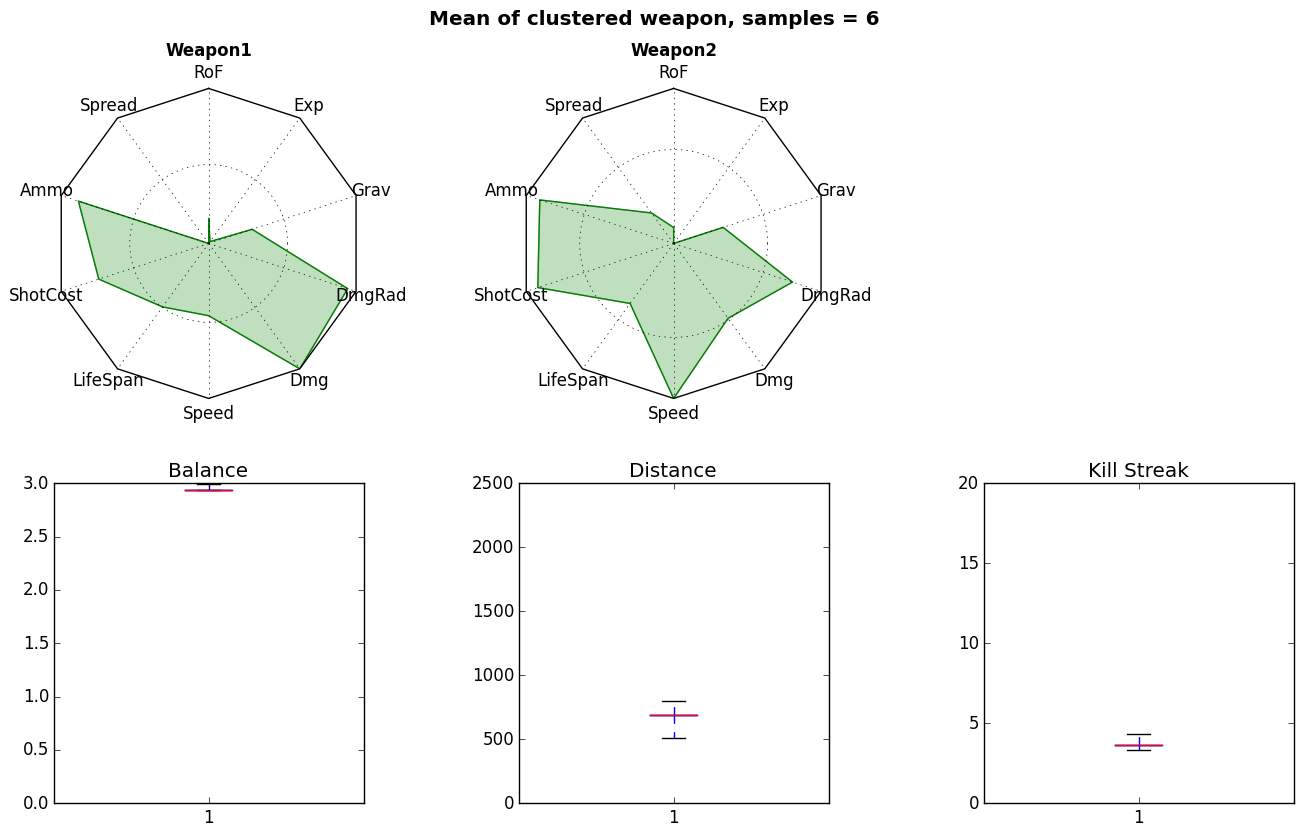 Mean of clustered weapon, samples = 6
Weapon1
RoF
Exp
Grav
DmgRad
Dmg
Speed
LifeSpan
ShotCost
Ammo
Spread
Weapon2
RoF
Exp
Grav
DmgRad
Dmg
Speed
LifeSpan
ShotCost
Ammo
Spread
Balance
3.0
2.5
2.0
1.5
1.0
0.5
0.0
1
Distance
2500
2000
1500
1000
500
0
1
Kill Streak
20
15
10
5
0
1